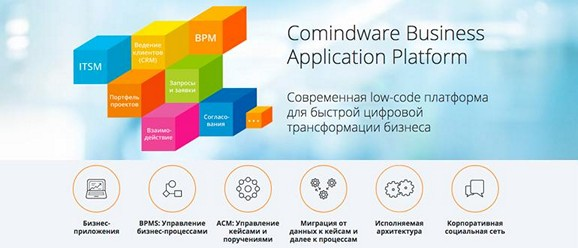 Comindware Business
Application Platform
Современная low-code платформа
для быстрой цифровой
трансформации бизнеса
ITSM
Ведение
клиентов
(CRM)
BPM
Портфель
проектов
Запросы
и заявки
Взаимо-
действие
Согласо-
вания
...
Бизнес-
приложения
BPMS: Управление
бизнес-процессами
ACM: Управление
кейсами и
поручениями
Миграция от
данных к кейсам и
далее к процессам
Исполняемая
архитектура
Корпоративная
социальная сеть